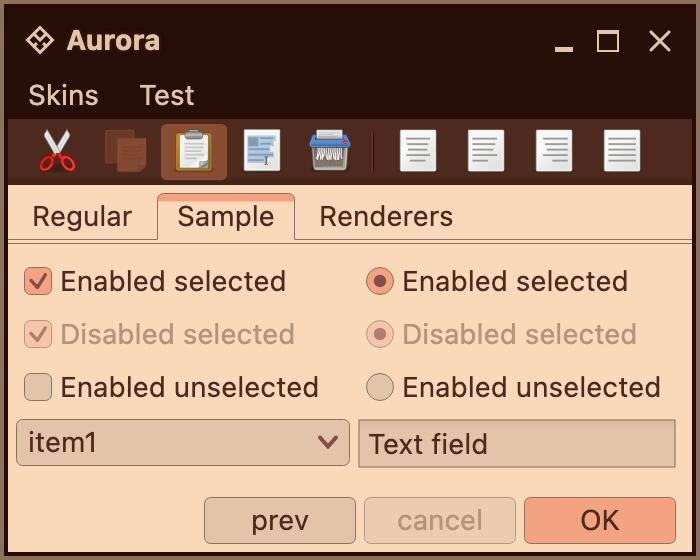 Aurora
Skins Test
Regular Sample Renderers
Enabled selected Enabled selected
Disabled selected Disabled selected
Enabled unselected Enabled unselected
item1 Text field
prev cancel OK